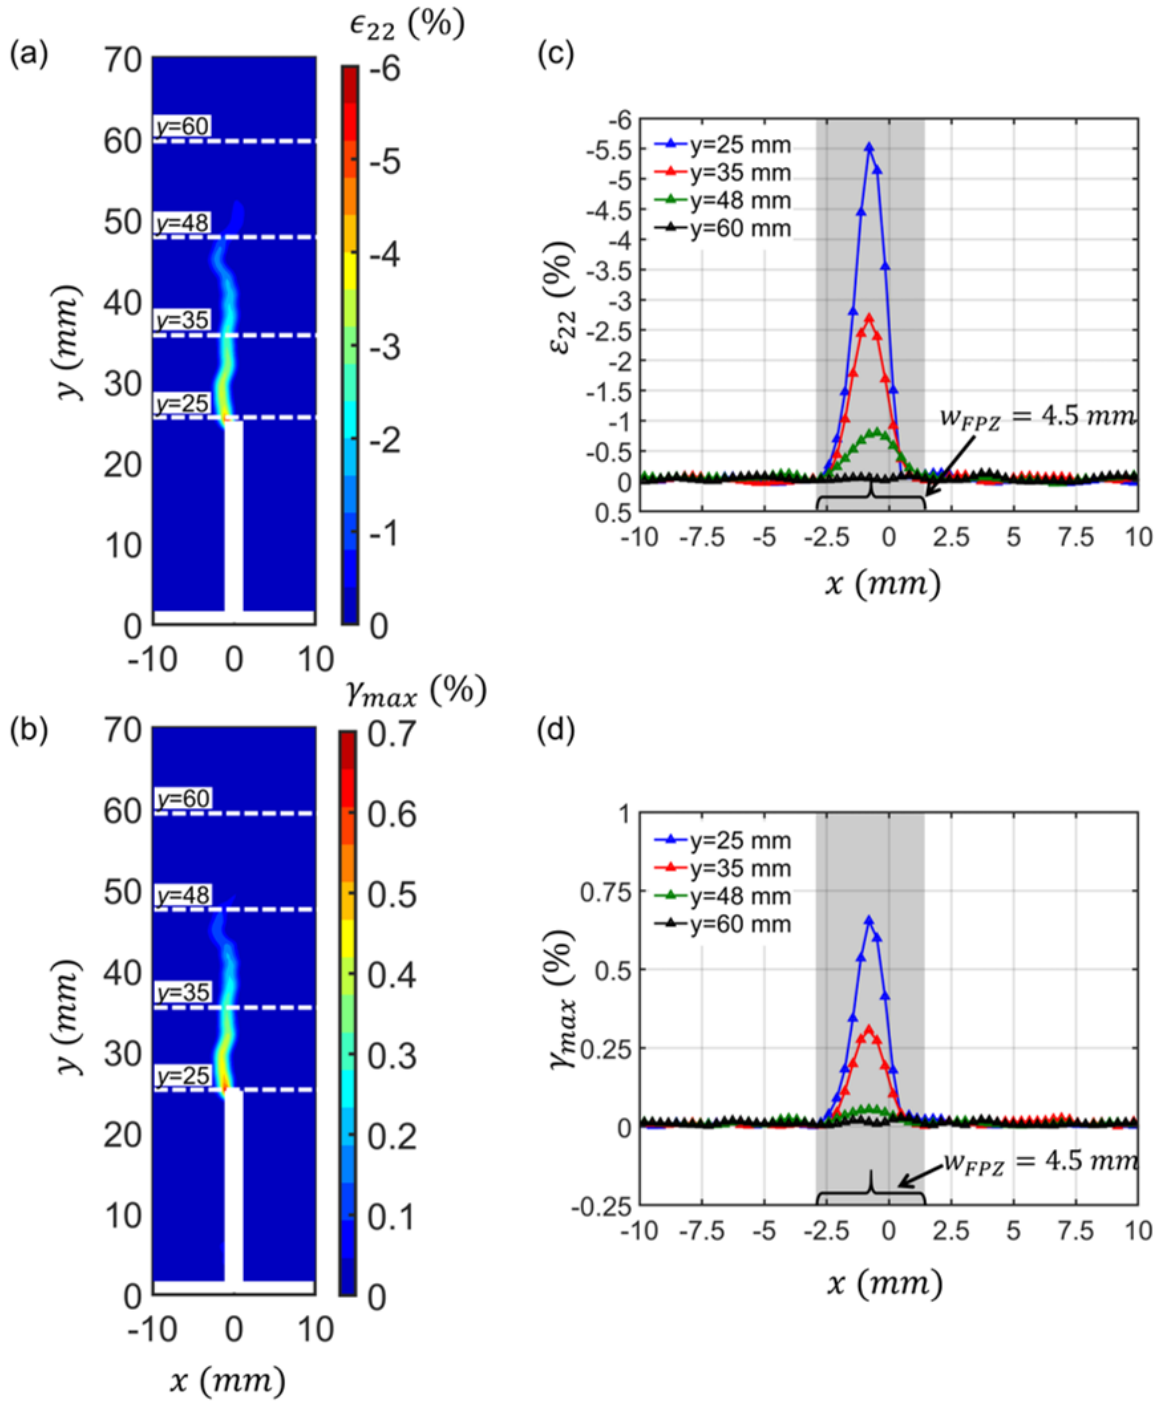 (a)
ϵ₂₂ (%)
70
60
50
40
30
20
10
0
y (mm)
y=60
y=48
y=35
y=25
-10 0 10
-6
-5
-4
-3
-2
-1
0
(c)
-6
-5.5
-5
-4.5
-4
-3.5
-3
-2.5
-2
-1.5
-1
-0.5
0
0.5
ε₂₂ (%)
y=25 mm
y=35 mm
y=48 mm
y=60 mm
w_FPZ = 4.5 mm
-10 -7.5 -5 -2.5 0 2.5 5 7.5 10
x (mm)
(b)
γ_max (%)
70
60
50
40
30
20
10
0
y (mm)
y=60
y=48
y=35
y=25
-10 0 10
x (mm)
0.7
0.6
0.5
0.4
0.3
0.2
0.1
0
(d)
1
0.75
0.5
0.25
0
-0.25
γ_max (%)
y=25 mm
y=35 mm
y=48 mm
y=60 mm
w_FPZ = 4.5 mm
-10 -7.5 -5 -2.5 0 2.5 5 7.5 10
x (mm)